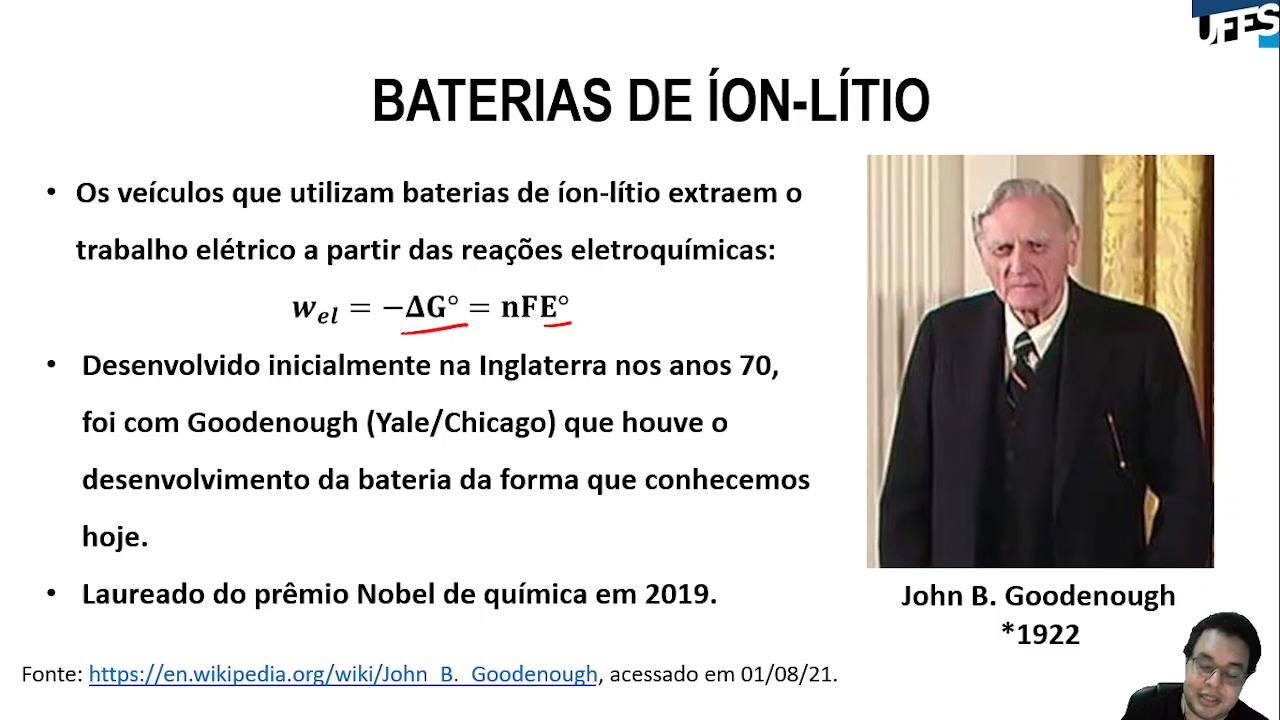 UFES
BATERIAS DE ÍON-LÍTIO
• Os veículos que utilizam baterias de íon-lítio extraem o
trabalho elétrico a partir das reações eletroquímicas:
w_el = −ΔG° = nFE°
• Desenvolvido inicialmente na Inglaterra nos anos 70,
foi com Goodenough (Yale/Chicago) que houve o
desenvolvimento da bateria da forma que conhecemos
hoje.
• Laureado do prêmio Nobel de química em 2019.
John B. Goodenough
*1922
Fonte: https://en.wikipedia.org/wiki/John_B._Goodenough, acessado em 01/08/21.